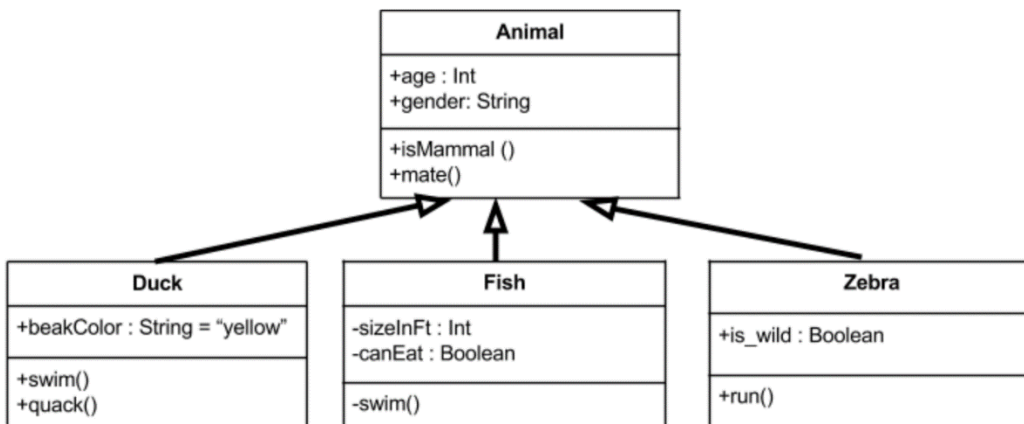 Animal
+age : Int
+gender: String
+isMammal ()
+mate()
Duck
+beakColor : String = “yellow”
+swim()
+quack()
Fish
-sizeInFt : Int
-canEat : Boolean
-swim()
Zebra
+is_wild : Boolean
+run()